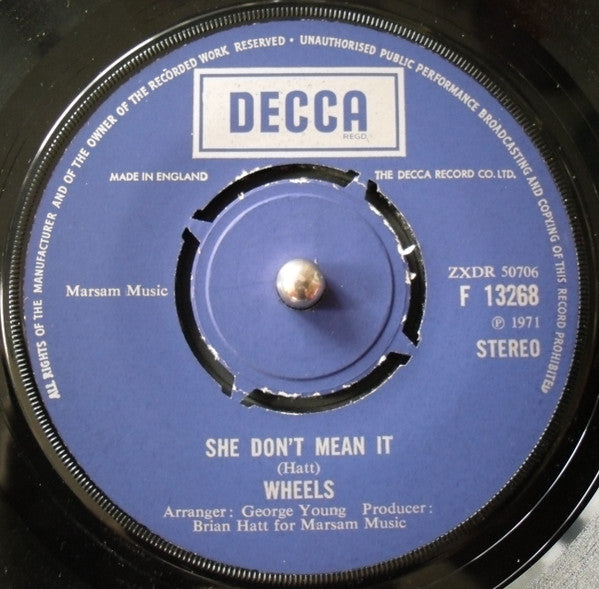 ALL RIGHTS OF THE MANUFACTURER AND OF THE OWNER OF THE RECORDED WORK RESERVED • UNAUTHORISED PUBLIC PERFORMANCE BROADCASTING AND COPYING OF THIS RECORD PROHIBITED
DECCA
REGD.
MADE IN ENGLAND
THE DECCA RECORD CO. LTD.
Marsam Music
ZXDR 50706
F 13268
℗ 1971
STEREO
SHE DON'T MEAN IT
(Hatt)
WHEELS
Arranger: George Young Producer:
Brian Hatt for Marsam Music